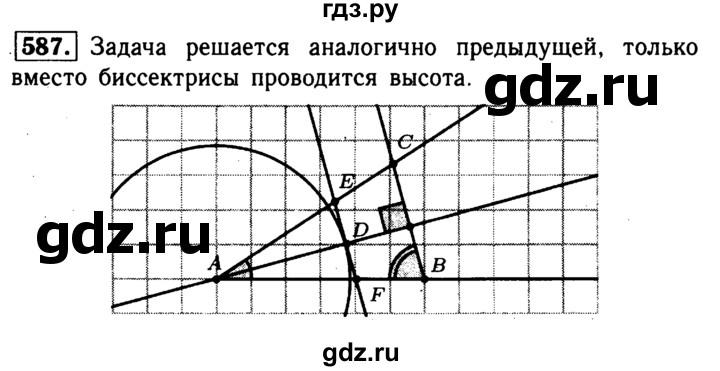 гдз.ру
587. Задача решается аналогично предыдущей, только
вместо биссектрисы проводится высота.
gdz.ru
C
E
gdz.ru
D
A
B
F
gdz.ru